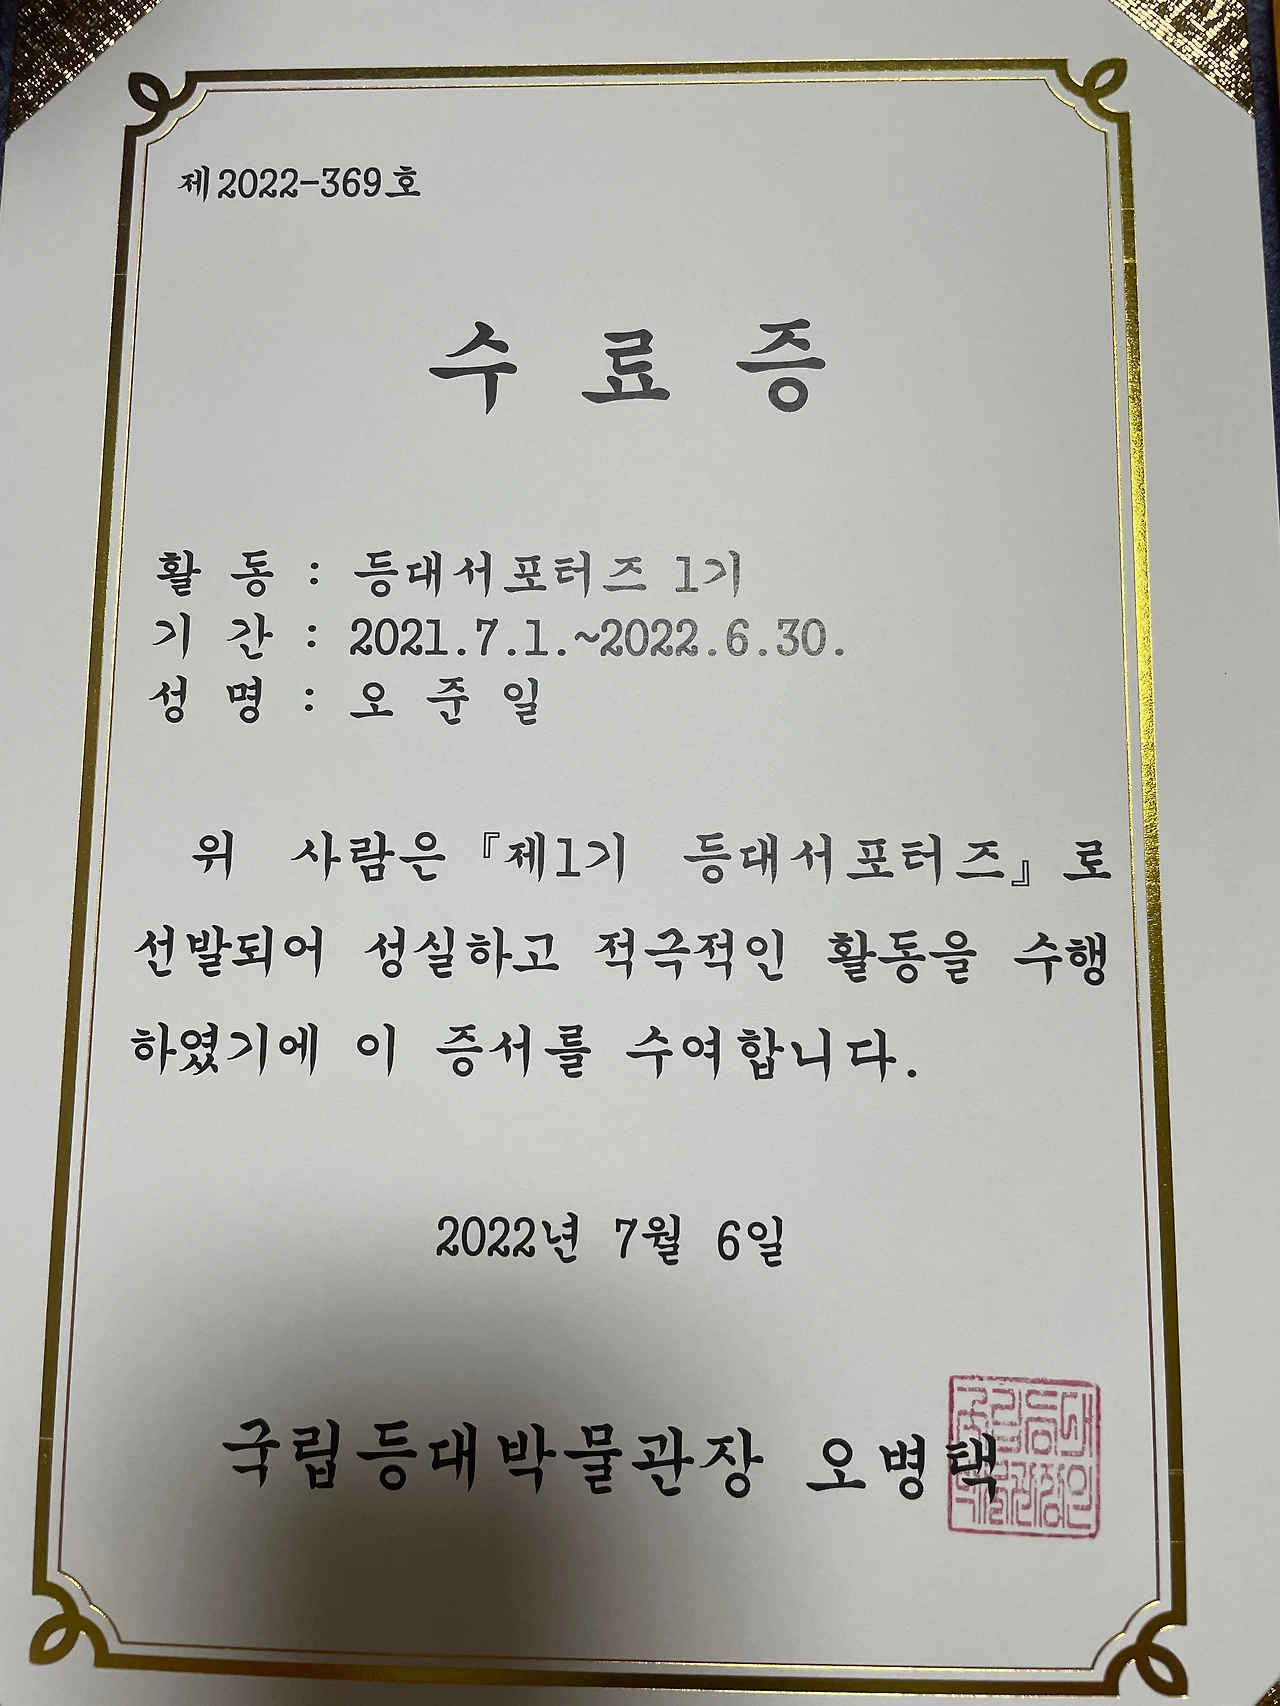 제2022-369호
수 료 증
활 동 : 등대서포터즈 1기
기 간 : 2021.7.1.~2022.6.30.
성 명 : 오 준 일
위 사람은 『제1기 등대서포터즈』로
선발되어 성실하고 적극적인 활동을 수행
하였기에 이 증서를 수여합니다.
2022년 7월 6일
국립등대박물관장 오병택